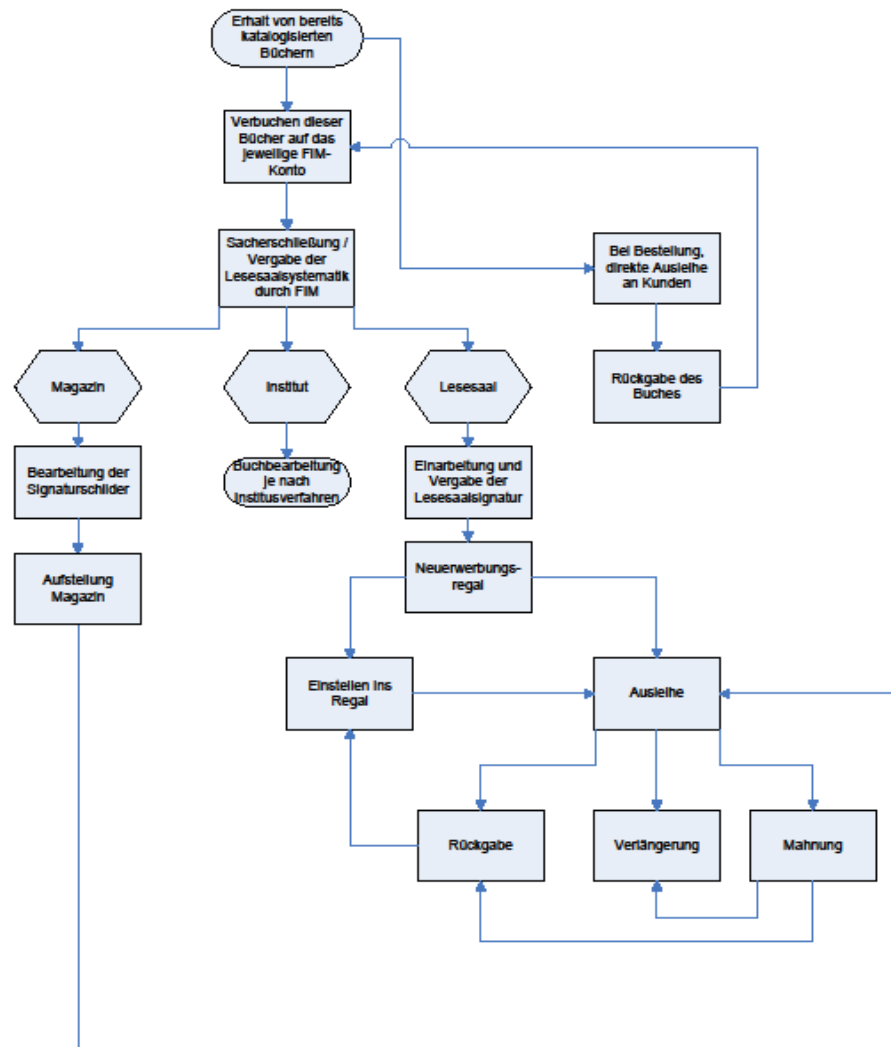 Erhalt von bereits
katalogisierten
Büchern
Verbuchen dieser
Bücher auf das
jeweilige FIM-
Konto
Sacherschließung /
Vergabe der
Lesesaalsystematik
durch FIM
Bei Bestellung,
direkte Ausleihe
an Kunden
Magazin
Institut
Lesesaal
Rückgabe des
Buches
Bearbeitung der
Signaturschilder
Buchbearbeitung
je nach
Institusverfahren
Einarbeitung und
Vergabe der
Lesesaalsignatur
Aufstellung
Magazin
Neuerwerbungs-
regal
Einstellen ins
Regal
Ausleihe
Rückgabe
Verlängerung
Mahnung